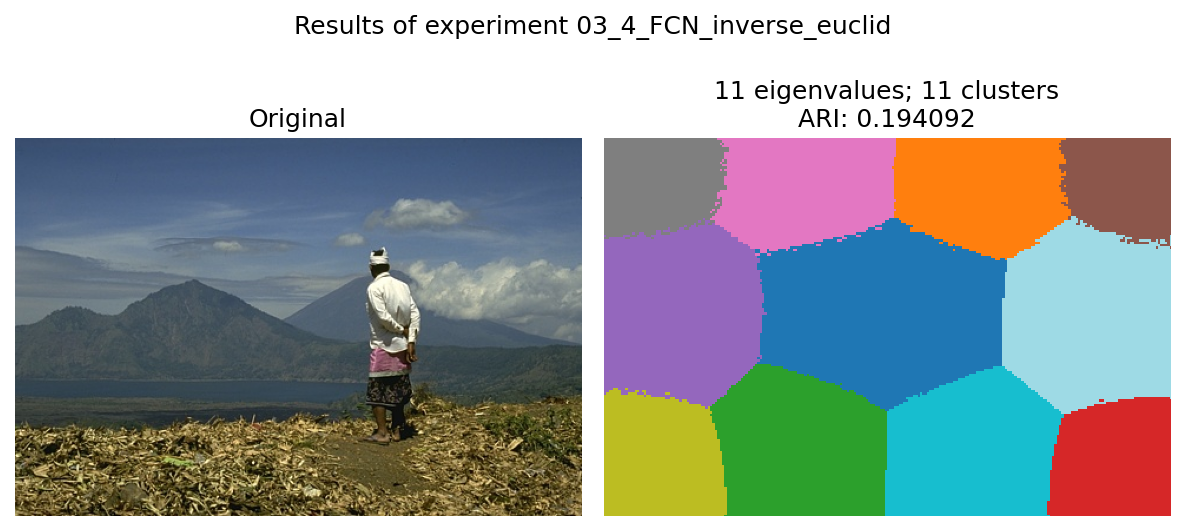 Results of experiment 03_4_FCN_inverse_euclid
Original
11 eigenvalues; 11 clusters
ARI: 0.194092